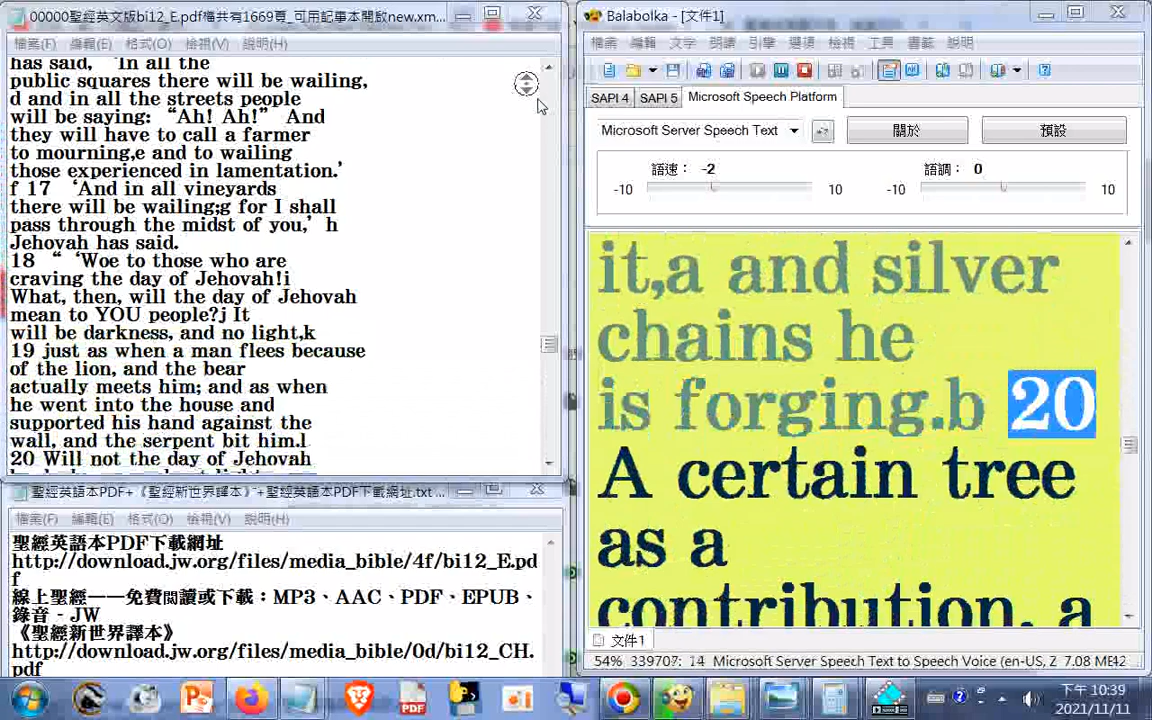 00000聖經英文版bi12_E.pdf檔共有1669頁_可用記事本開啟new.xm...
檔案(F) 編輯(E) 格式(O) 檢視(V) 說明(H)
has said, ‘In all the
public squares there will be wailing,
d and in all the streets people
will be saying: “Ah! Ah!” And
they will have to call a farmer
to mourning,e and to wailing
those experienced in lamentation.’
f 17 ‘And in all vineyards
there will be wailing;g for I shall
pass through the midst of you,’ h
Jehovah has said.
18 “ ‘Woe to those who are
craving the day of Jehovah!i
What, then, will the day of Jehovah
mean to YOU people?j It
will be darkness, and no light,k
19 just as when a man flees because
of the lion, and the bear
actually meets him; and as when
he went into the house and
supported his hand against the
wall, and the serpent bit him.l
20 Will not the day of Jehovah
聖經英語本PDF+《聖經新世界譯本》+聖經英語本PDF下載網址.txt ...
檔案(F) 編輯(E) 格式(O) 檢視(V) 說明(H)
聖經英語本PDF下載網址
http://download.jw.org/files/media_bible/4f/bi12_E.pd
f
線上聖經——免費閱讀或下載：MP3、AAC、PDF、EPUB、
錄音 - JW
《聖經新世界譯本》
http://download.jw.org/files/media_bible/0d/bi12_CH.
pdf
Balabolka - [文件1]
檔案 編輯 文字 朗讀 引擎 選項 檢視 工具 書籤 說明
SAPI 4 SAPI 5 Microsoft Speech Platform
Microsoft Server Speech Text 關於 預設
語速： -2 語調： 0
-10 10 -10 10
it,a and silver
chains he
is forging.b 20
A certain tree
as a
contribution, a
文件1
54% 339707: 14 Microsoft Server Speech Text to Speech Voice (en-US, Z 7.08 ME42
下午 10:39
2021/11/11